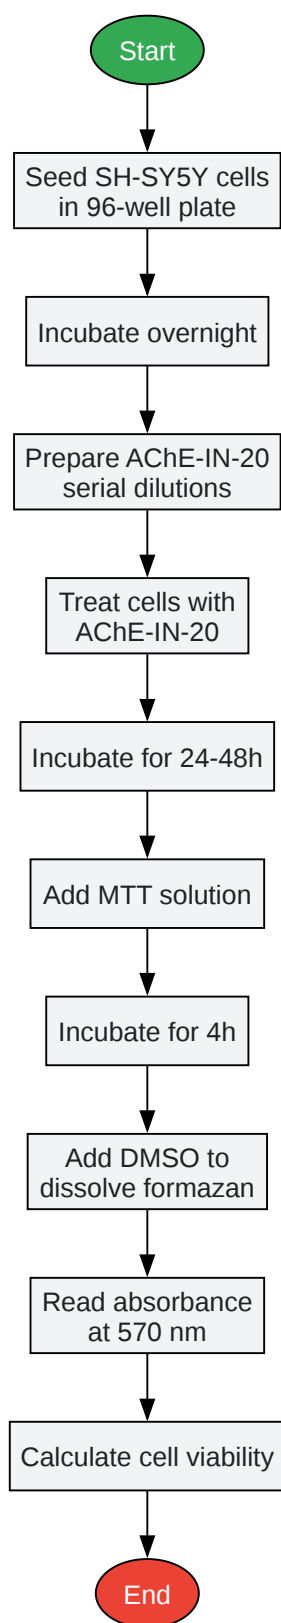 Start
Seed SH-SY5Y cells
in 96-well plate
Incubate overnight
Prepare AChE-IN-20
serial dilutions
Treat cells with
AChE-IN-20
Incubate for 24-48h
Add MTT solution
Incubate for 4h
Add DMSO to
dissolve formazan
Read absorbance
at 570 nm
Calculate cell viability
End